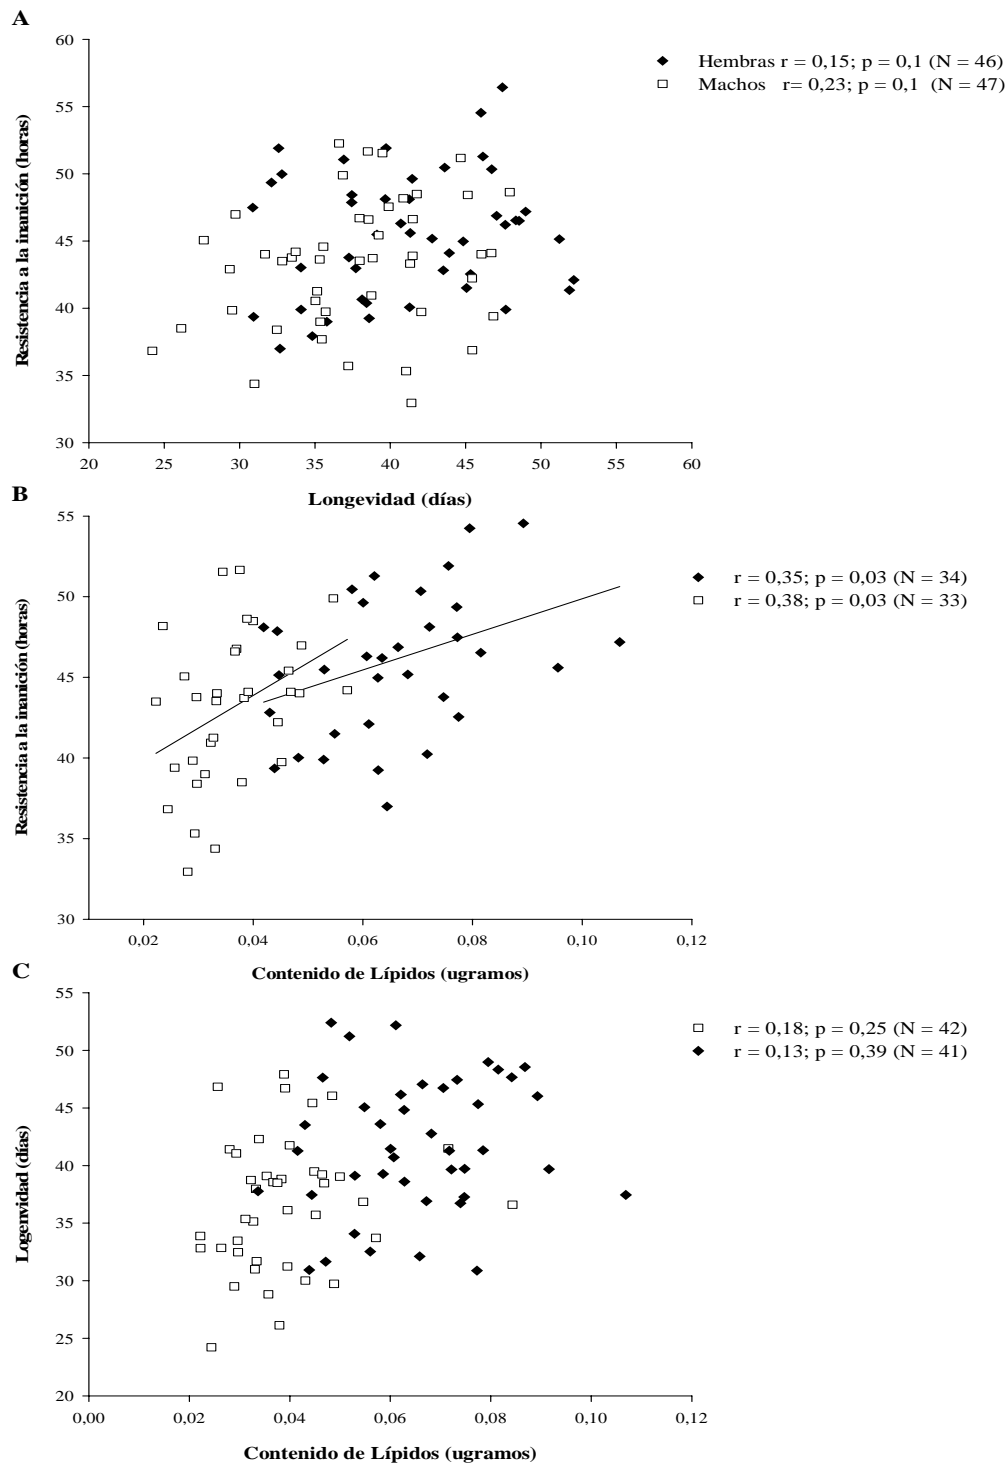 A
60
55
50
45
40
35
30
20
25
30
35
40
45
50
55
60
Resistencia a la inanición (horas)
Longevidad (días)
Hembras r = 0,15; p = 0,1 (N = 46)
Machos r= 0,23; p = 0,1 (N = 47)
B
55
50
45
40
35
30
0,02
0,04
0,06
0,08
0,10
0,12
Resistencia a la inanición (horas)
Contenido de Lípidos (ugramos)
r = 0,35; p = 0,03 (N = 34)
r = 0,38; p = 0,03 (N = 33)
C
55
50
45
40
35
30
25
20
0,00
0,02
0,04
0,06
0,08
0,10
0,12
Logenvidad (días)
Contenido de Lípidos (ugramos)
r = 0,18; p = 0,25 (N = 42)
r = 0,13; p = 0,39 (N = 41)